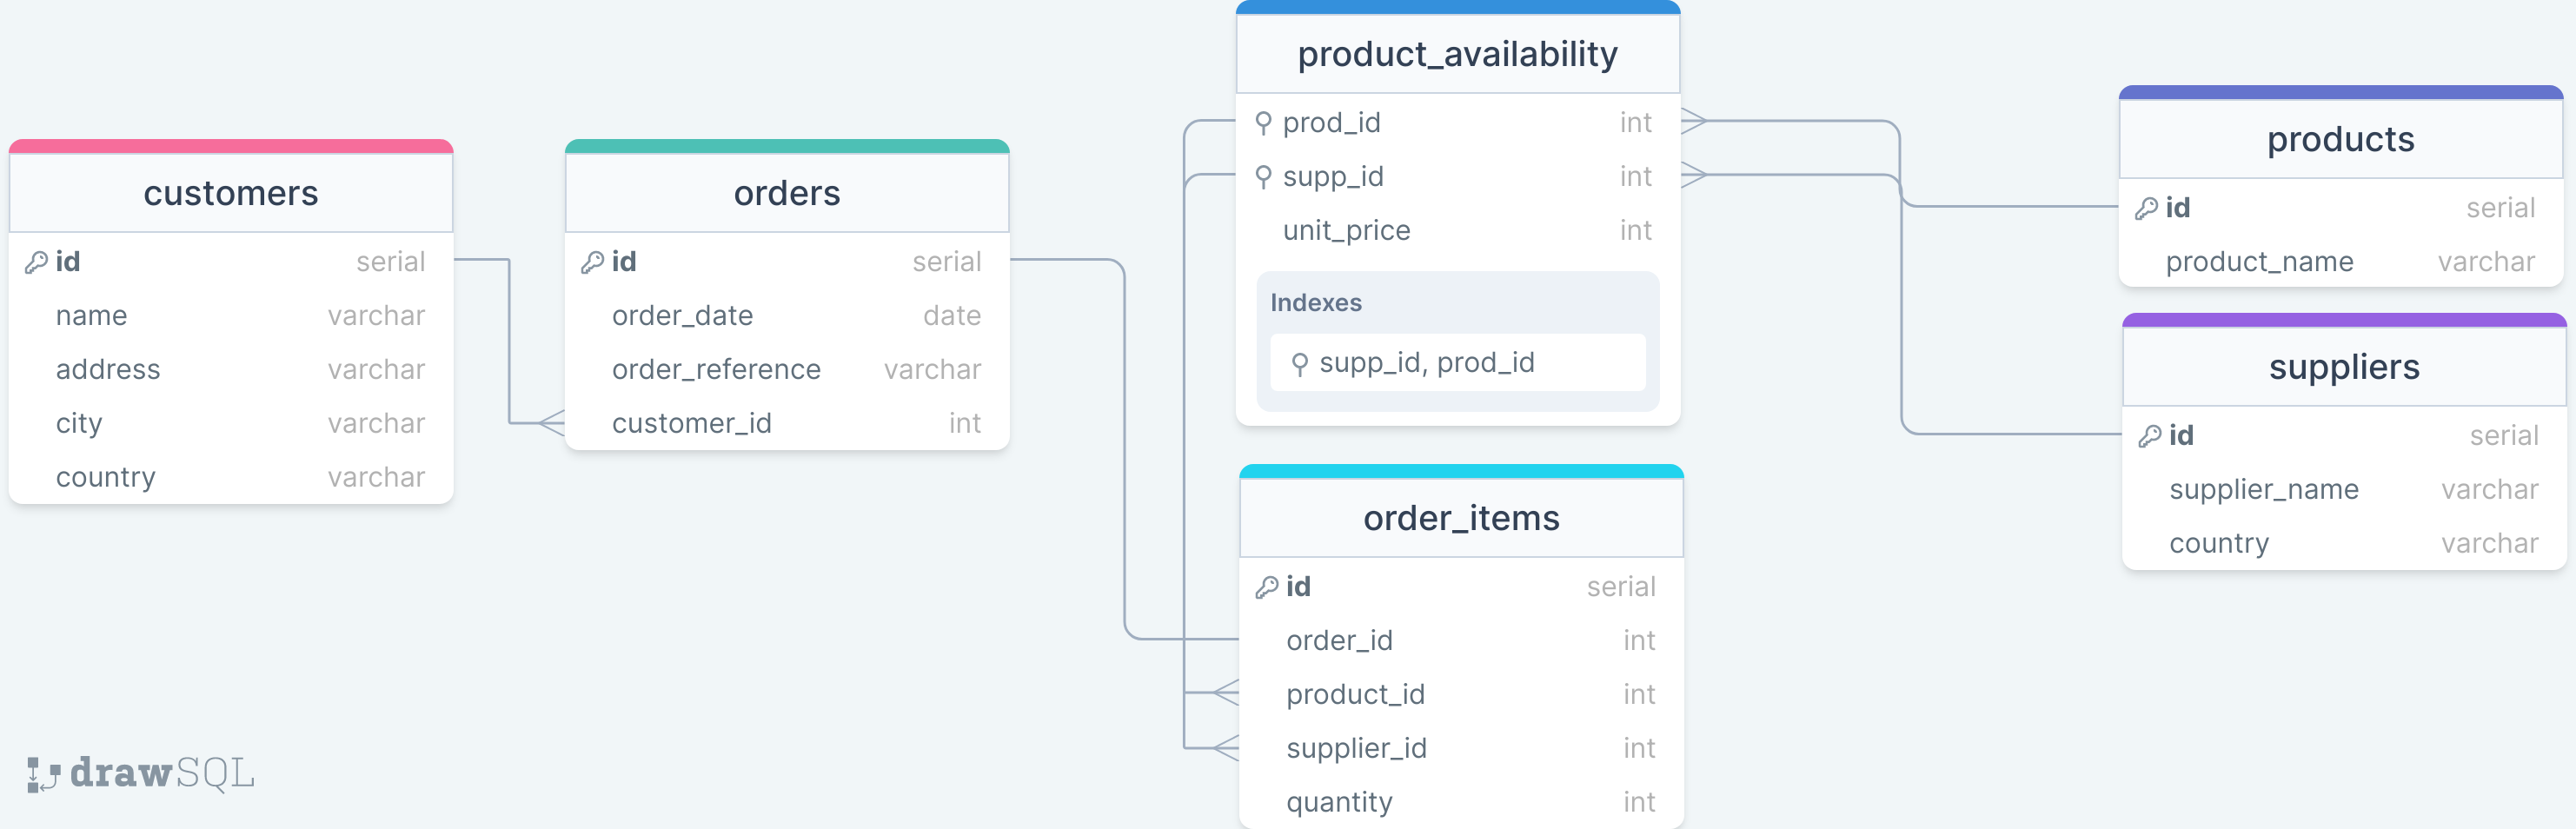 customers
id serial
name varchar
address varchar
city varchar
country varchar
orders
id serial
order_date date
order_reference varchar
customer_id int
product_availability
prod_id int
supp_id int
unit_price int
Indexes
supp_id, prod_id
order_items
id serial
order_id int
product_id int
supplier_id int
quantity int
products
id serial
product_name varchar
suppliers
id serial
supplier_name varchar
country varchar
drawSQL